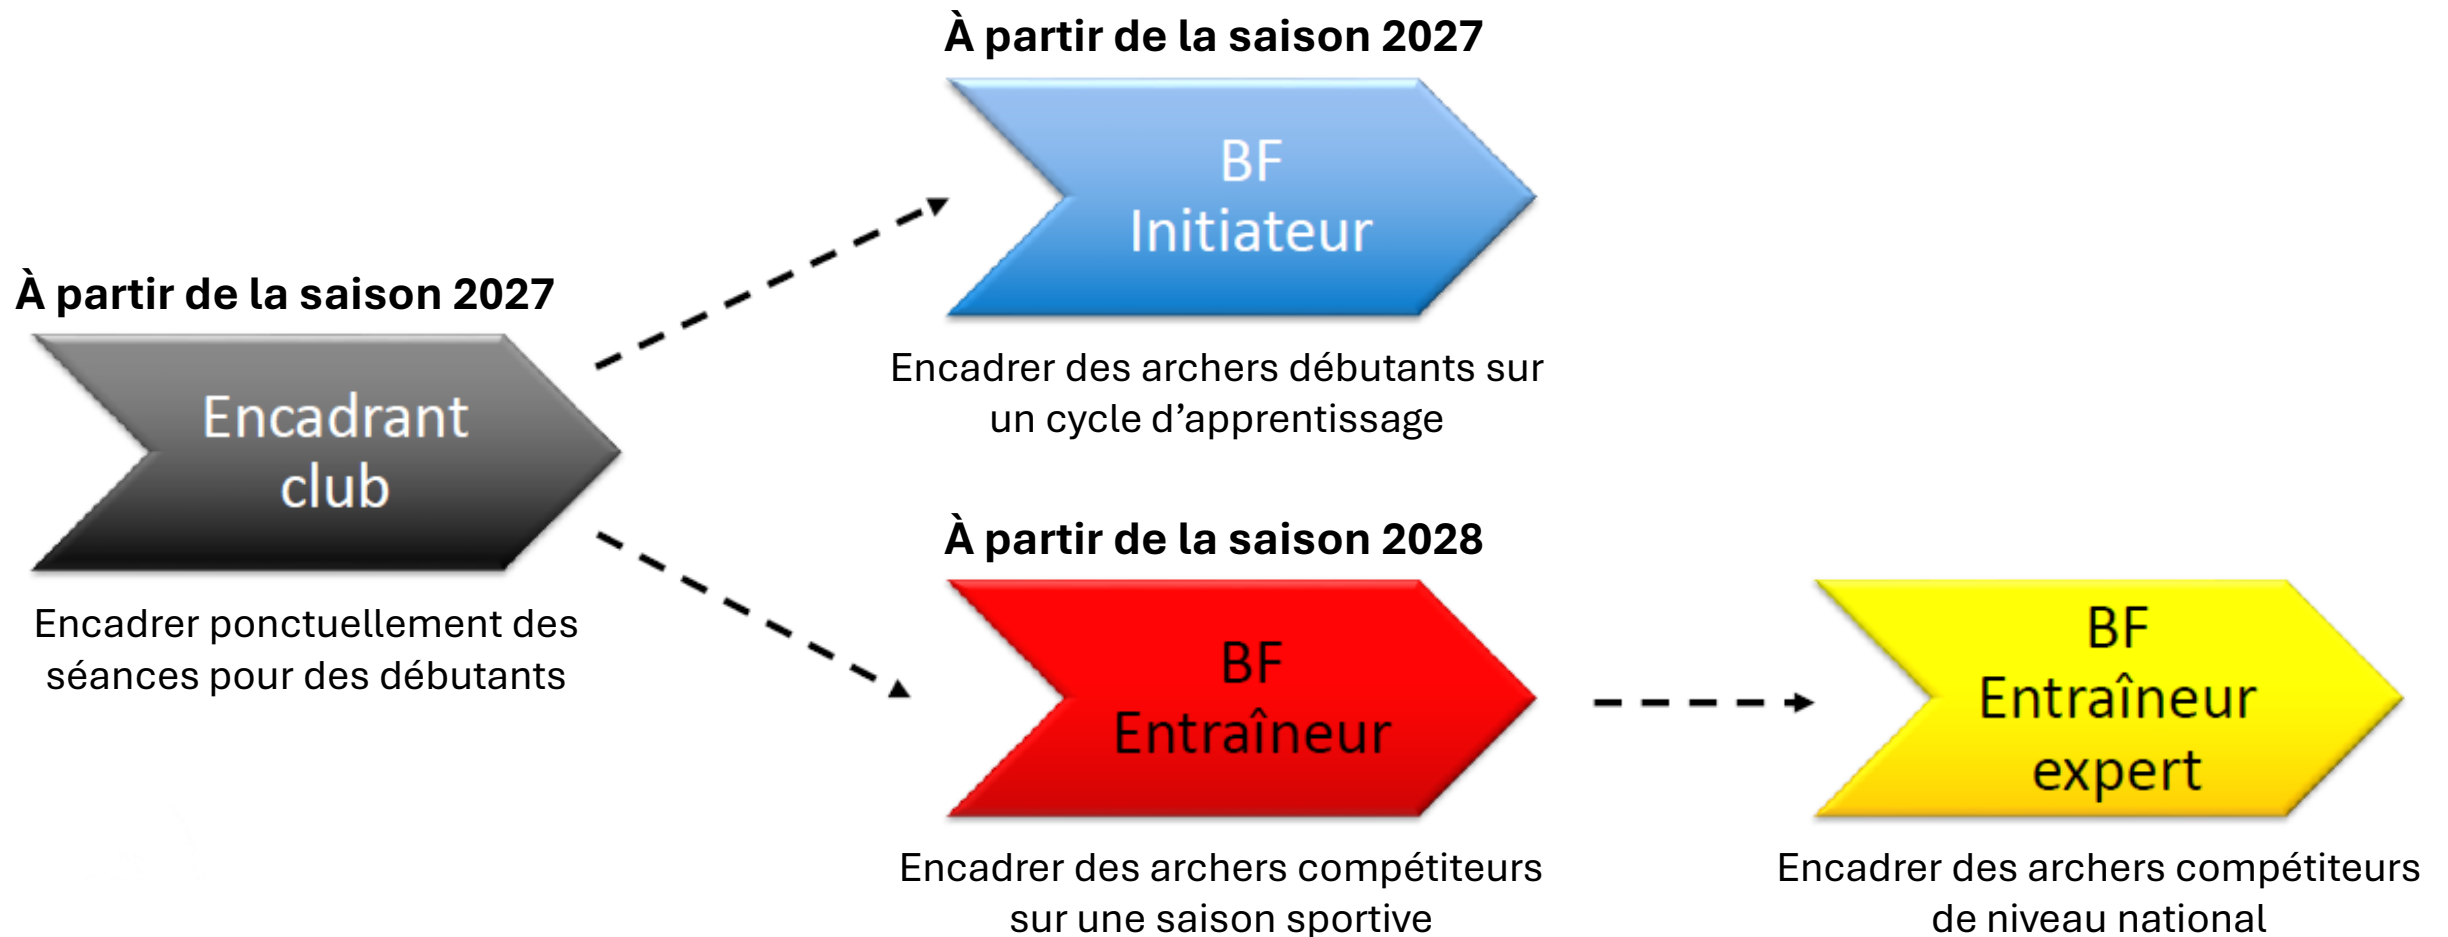 À partir de la saison 2027
BF
Initiateur
Encadrer des archers débutants sur
un cycle d’apprentissage
À partir de la saison 2027
Encadrant
club
Encadrer ponctuellement des
séances pour des débutants
À partir de la saison 2028
BF
Entraîneur
Encadrer des archers compétiteurs
sur une saison sportive
BF
Entraîneur
expert
Encadrer des archers compétiteurs
de niveau national